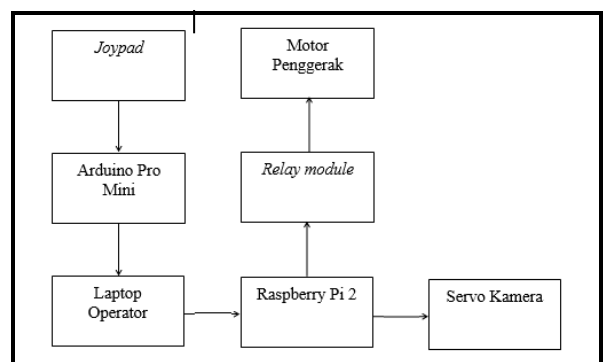 Joypad
Motor
Penggerak
Arduino Pro
Mini
Relay module
Laptop
Operator
Raspberry Pi 2
Servo Kamera